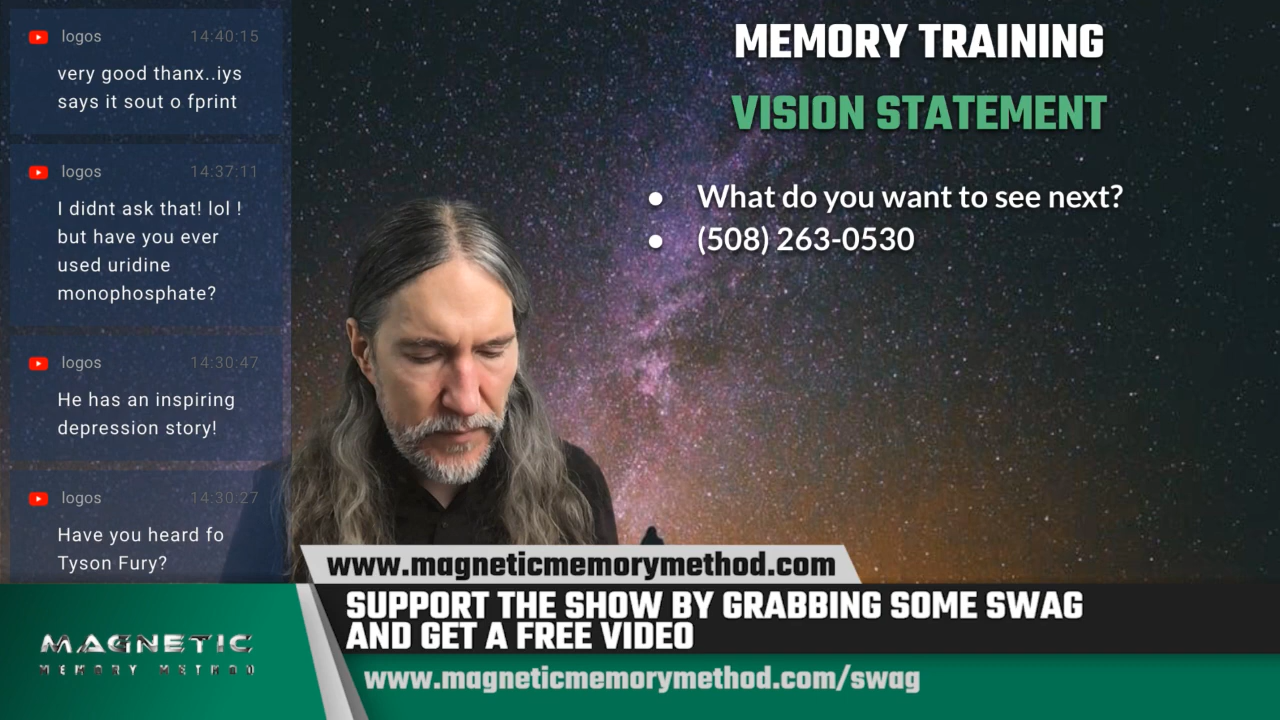 logos 14:40:15
very good thanx..iys
says it sout o fprint
logos 14:37:11
I didnt ask that! lol !
but have you ever
used uridine
monophosphate?
logos 14:30:47
He has an inspiring
depression story!
logos 14:30:27
Have you heard fo
Tyson Fury?
MEMORY TRAINING
VISION STATEMENT
• What do you want to see next?
• (508) 263-0530
www.magneticmemorymethod.com
SUPPORT THE SHOW BY GRABBING SOME SWAG
AND GET A FREE VIDEO
www.magneticmemorymethod.com/swag
MAGNETIC
MEMORY METHOD